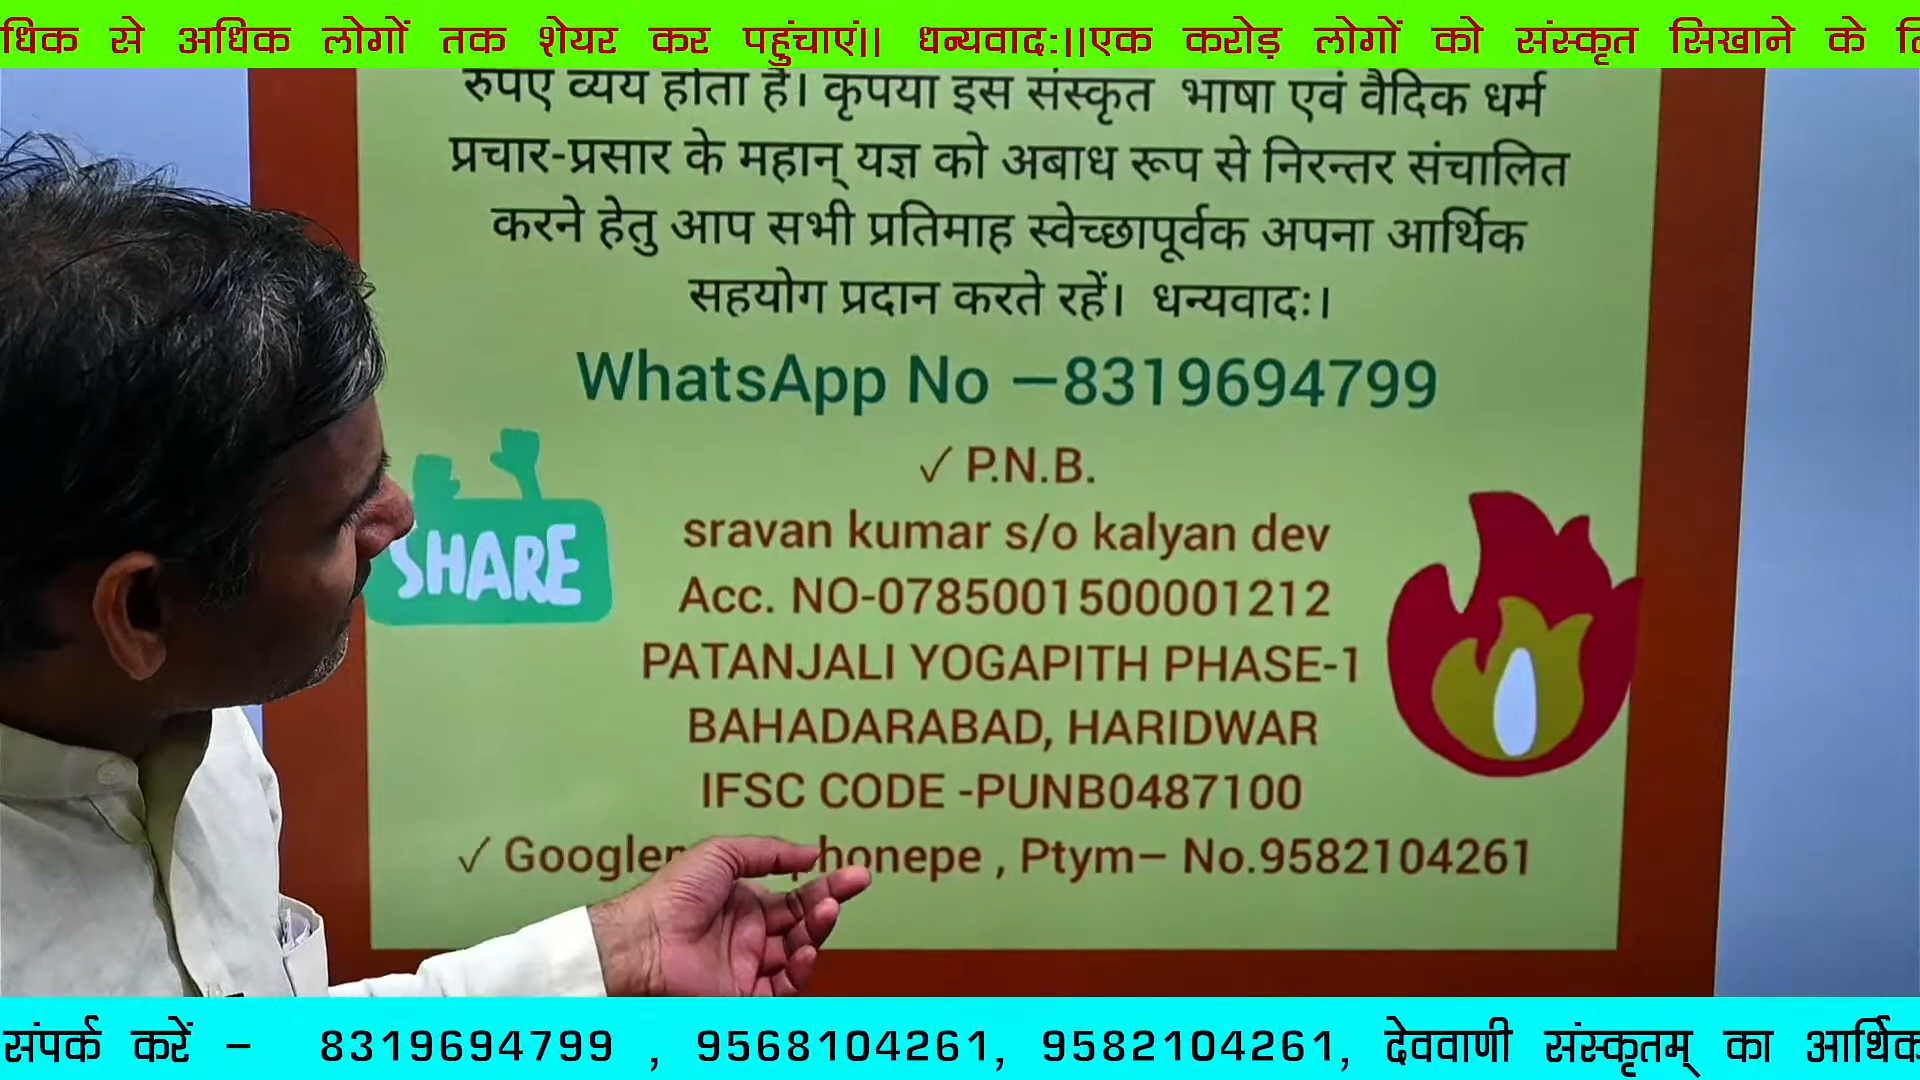 धिक से अधिक लोगों तक शेयर कर पहुंचाएं|| धन्यवादः||एक करोड़ लोगों को संस्कृत सिखाने के
रुपए व्यय होता है। कृपया इस संस्कृत भाषा एवं वैदिक धर्म
प्रचार-प्रसार के महान् यज्ञ को अबाध रूप से निरन्तर संचालित
करने हेतु आप सभी प्रतिमाह स्वेच्छापूर्वक अपना आर्थिक
सहयोग प्रदान करते रहें। धन्यवादः।
WhatsApp No –8319694799
✓ P.N.B.
sravan kumar s/o kalyan dev
SHARE
Acc. NO-0785001500001212
PATANJALI YOGAPITH PHASE-1
BAHADARABAD, HARIDWAR
IFSC CODE -PUNB0487100
✓ Googlep honepe , Ptym– No.9582104261
संपर्क करें - 8319694799 , 9568104261, 9582104261, देववाणी संस्कृतम् का आर्थिक